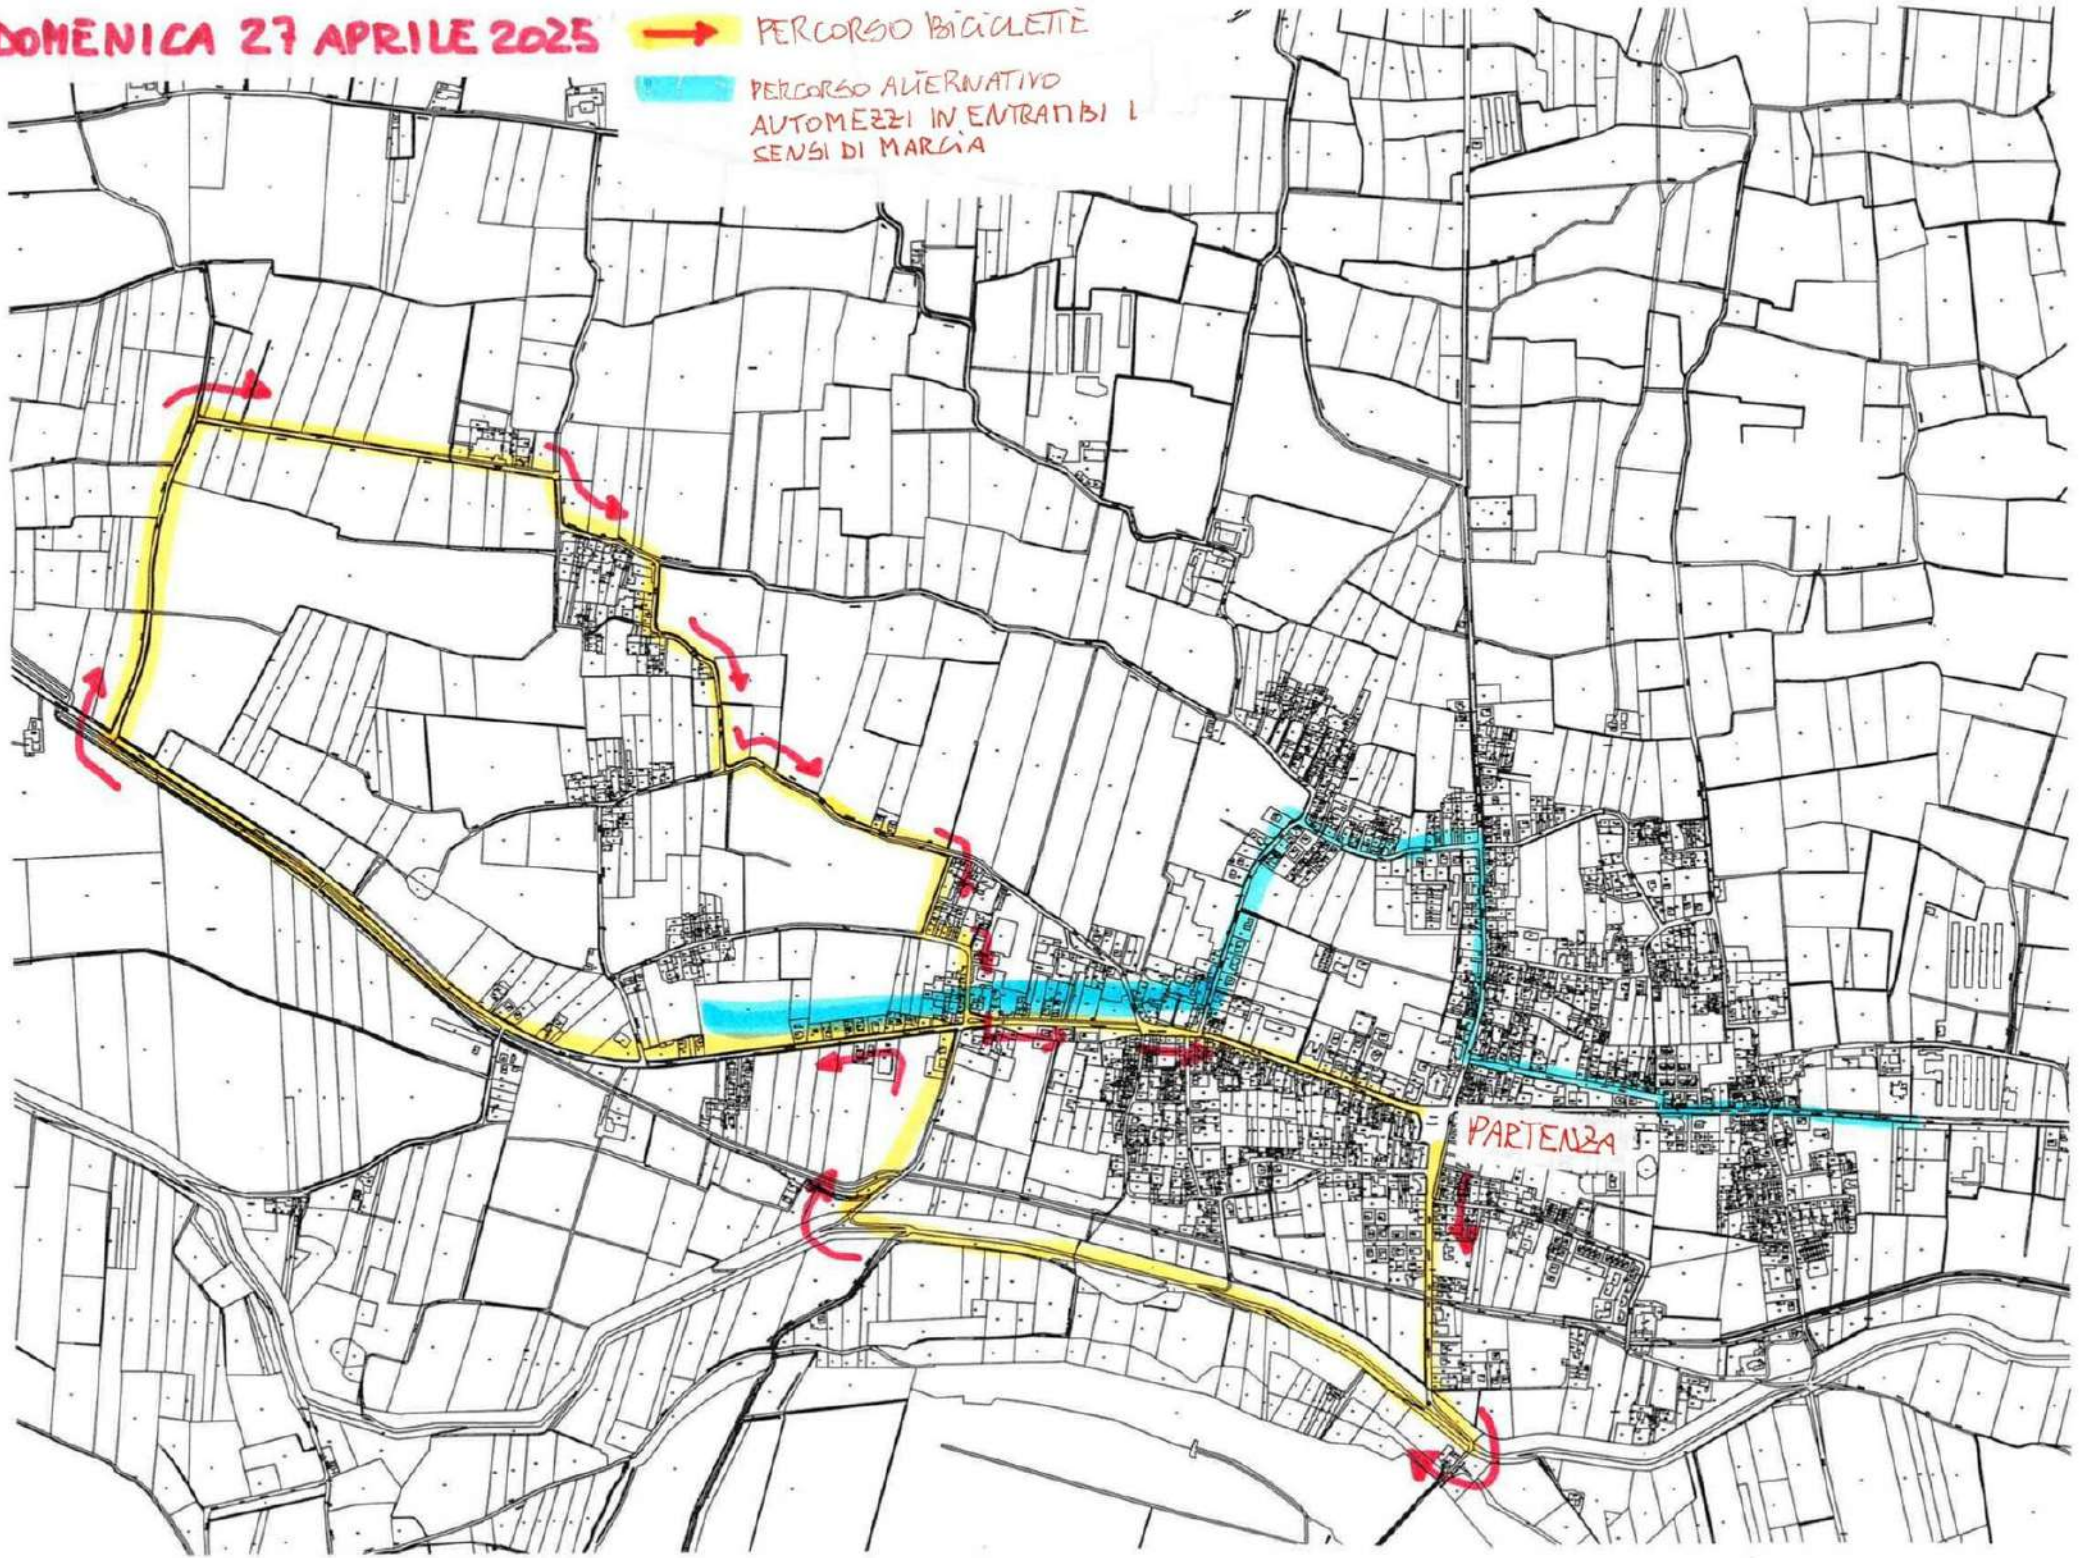 DOMENICA 27 APRILE 2025
PERCORSO BICICLETTE
PERCORSO ALTERNATIVO
AUTOMEZZI IN ENTRAMBI I
SENSI DI MARCIA
PARTENZA